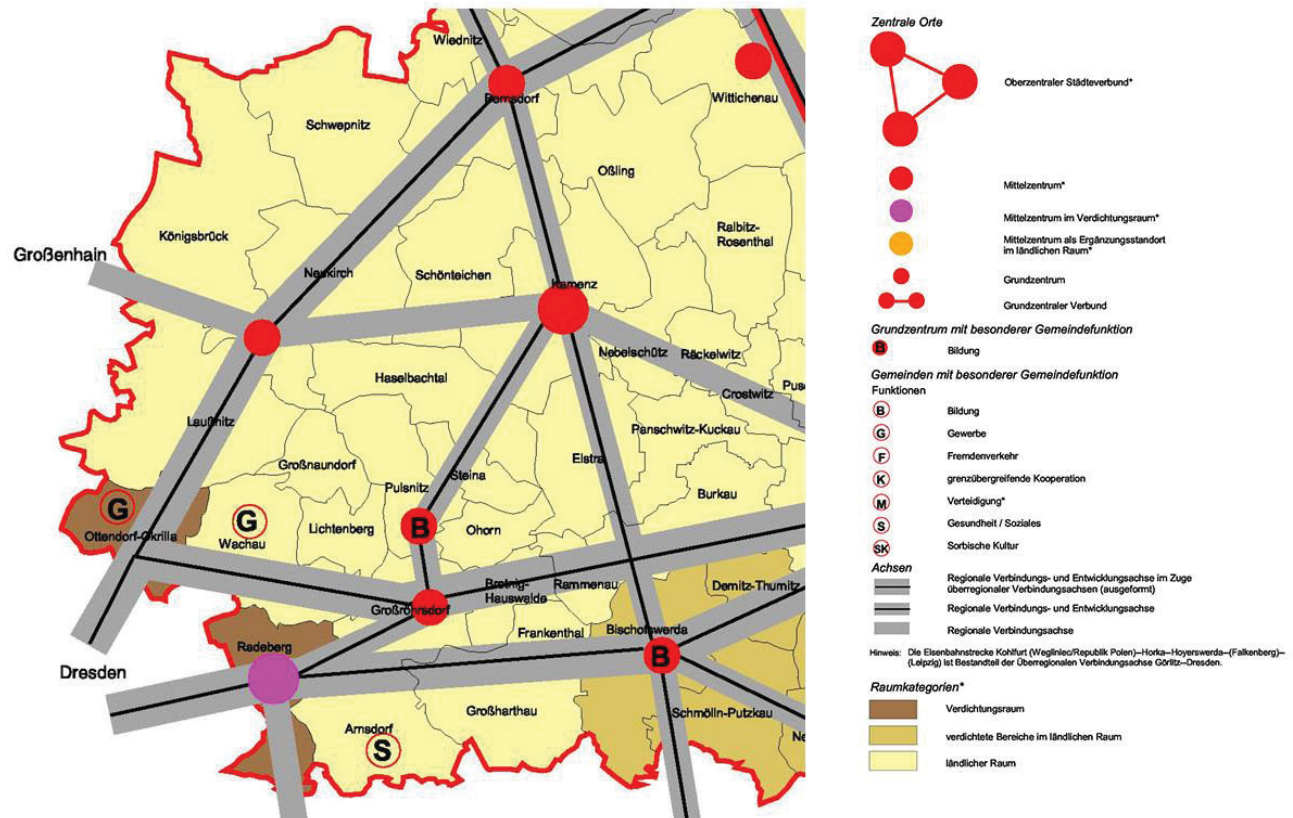 Wiednitz
Bernsdorf
Wittichenau
Schwepnitz
Oßling
Königsbrück
Ralbitz-
Rosenthal
Großenhain
Neukirch
Schönteichen
Kamenz
Nebelschütz
Räckelwitz
Haselbachtal
Crostwitz
Laußnitz
Panschwitz-Kuckau
Großnaundorf
Steina
Elstra
Pulsnitz
Burkau
G
G
Lichtenberg
B
Ohorn
Ottendorf-Okrilla
Wachau
Bretnig-
Hauswalde
Rammenau
Demitz-Thumitz
Großröhrsdorf
Frankenthal
Bischofswerda
Radeberg
B
Dresden
Großharthau
Schmölln-Putzkau
Arnsdorf
S
Zentrale Orte
Oberzentraler Städteverbund*
Mittelzentrum*
Mittelzentrum im Verdichtungsraum*
Mittelzentrum als Ergänzungsstandort
im ländlichen Raum*
Grundzentrum
Grundzentraler Verbund
Grundzentrum mit besonderer Gemeindefunktion
B Bildung
Gemeinden mit besonderer Gemeindefunktion
Funktionen
B Bildung
G Gewerbe
F Fremdenverkehr
K grenzübergreifende Kooperation
M Verteidigung*
S Gesundheit / Soziales
SK Sorbische Kultur
Achsen
Regionale Verbindungs- und Entwicklungsachse im Zuge
überregionaler Verbindungsachsen (ausgeformt)
Regionale Verbindungs- und Entwicklungsachse
Regionale Verbindungsachse
Hinweis: Die Eisenbahnstrecke Kohlfurt (Wegliniec/Republik Polen)--Horka--Hoyerswerda--(Falkenberg)--
(Leipzig) ist Bestandteil der Überregionalen Verbindungsachse Görlitz--Dresden.
Raumkategorien*
Verdichtungsraum
verdichtete Bereiche im ländlichen Raum
ländlicher Raum